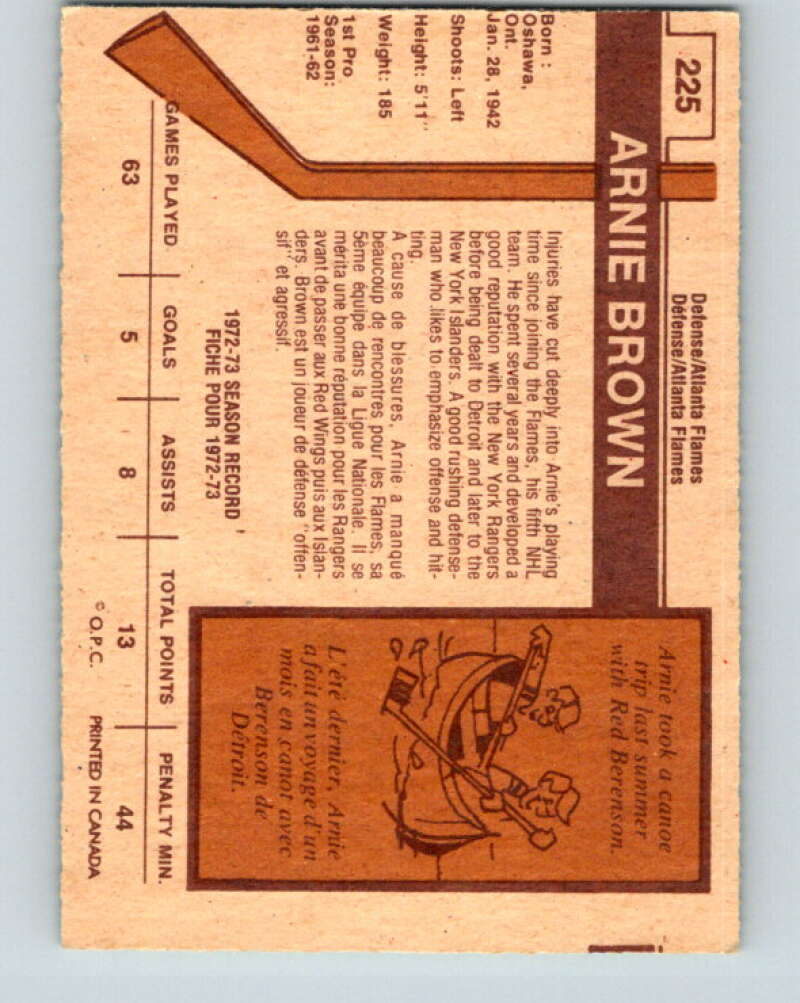 225
ARNIE BROWN
Defense/Atlanta Flames
Défense/Atlanta Flames
Born :
Oshawa,
Ont.
Jan. 28, 1942
Shoots: Left
Height: 5'11"
Weight: 185
1st Pro
Season:
1961-62
Injuries have cut deeply into Arnie's playing
time since joining the Flames, his fifth NHL
team. He spent several years and developed a
good reputation with the New York Rangers
before being dealt to Detroit and later to the
New York Islanders. A good rushing defense-
man who likes to emphasize offense and hit-
ting.
A cause de blessures, Arnie a manqué
beaucoup de rencontres pour les Flames, sa
5ème équipe dans la Ligue Nationale. Il se
mérita une bonne réputation pour les Rangers
avant de passer aux Red Wings puis aux Islan-
ders. Brown est un joueur de défense "offen-
sif" et agressif.
Arnie took a canoe
trip last summer
with Red Berenson.
L'été dernier, Arnie
a fait un voyage d'un
mois en canot avec
Berenson de
Détroit.
1972-73 SEASON RECORD
FICHE POUR 1972-73
GAMES PLAYED GOALS ASSISTS TOTAL POINTS PENALTY MIN.
63 5 8 13 44
© O.P.C. PRINTED IN CANADA